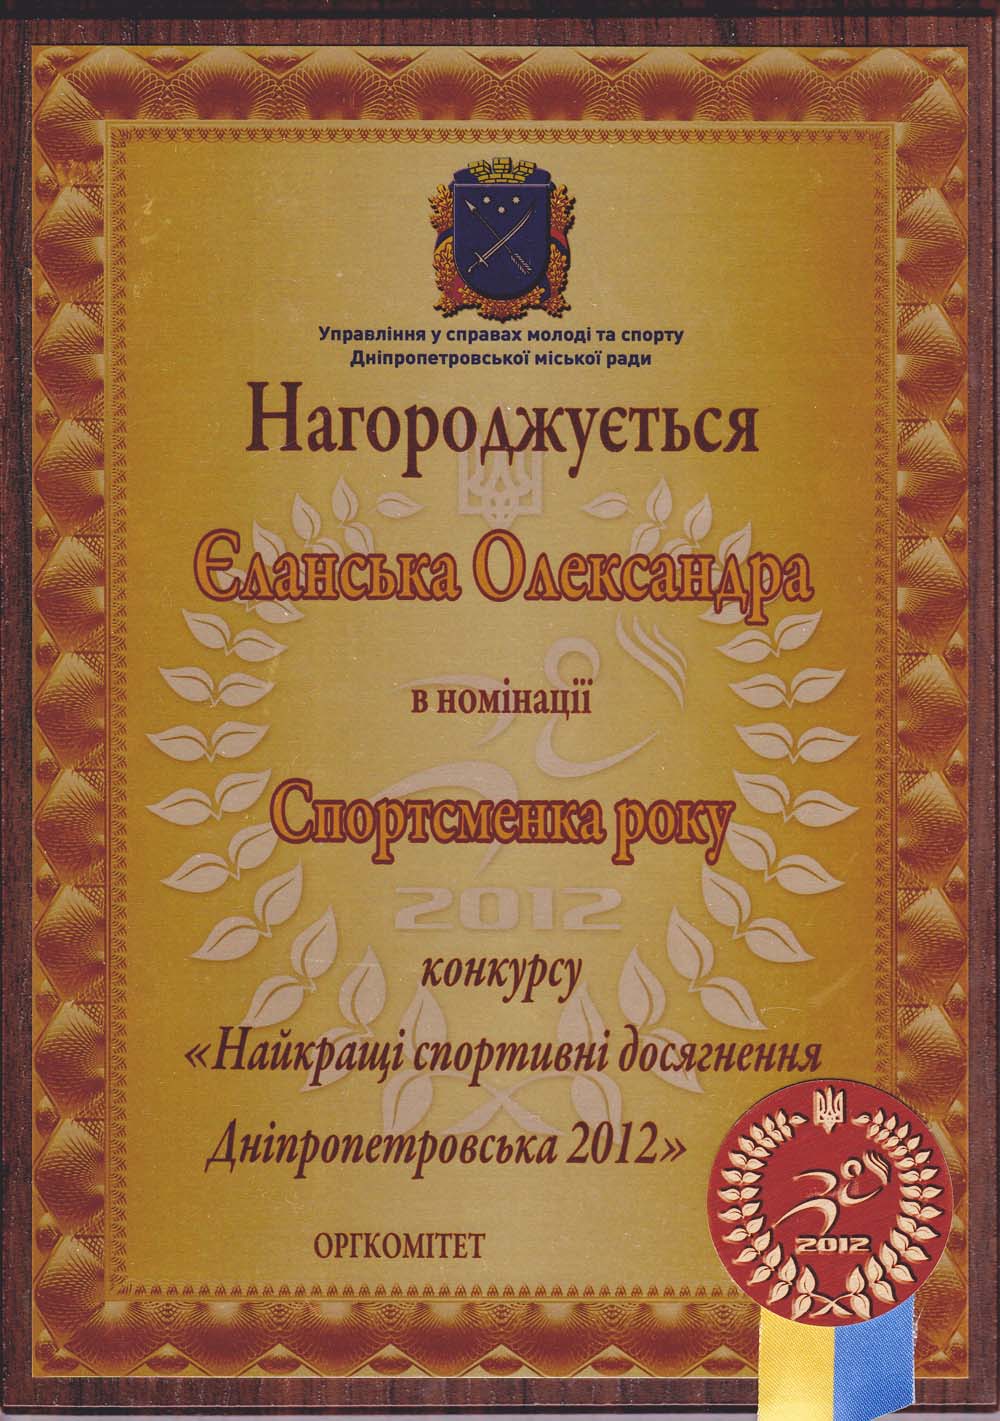 Управління у справах молоді та спорту
Дніпропетровської міської ради
Нагороджується
Єланська Олександра
в номінації
Спортсменка року
2012
конкурсу
«Найкращі спортивні досягнення
Дніпропетровська 2012»
ОРГКОМІТЕТ
2012